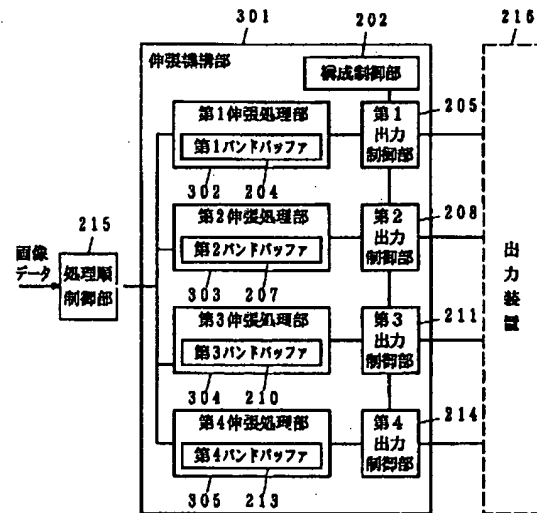 301
202
216
伸張機構部
構成制御部
第1伸張処理部
第1バンドバッファ
第1
出力
制御部
205
302
204
215
画像
データ
処理順
制御部
第2伸張処理部
第2バンドバッファ
第2
出力
制御部
208
303
207
出力装置
第3伸張処理部
第3バンドバッファ
第3
出力
制御部
211
304
210
第4伸張処理部
第4バンドバッファ
第4
出力
制御部
214
305
213